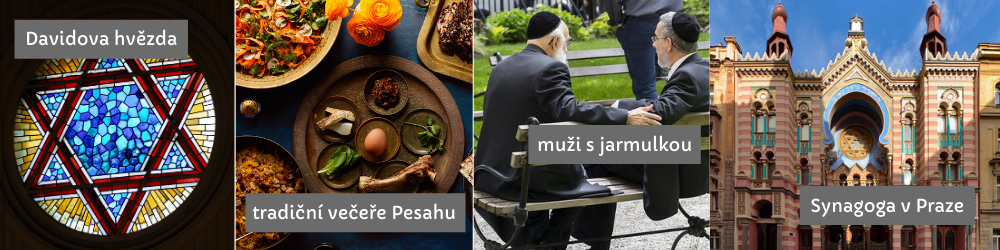 Davidova hvězda
tradiční večeře Pesahu
muži s jarmulkou
Synagoga v Praze